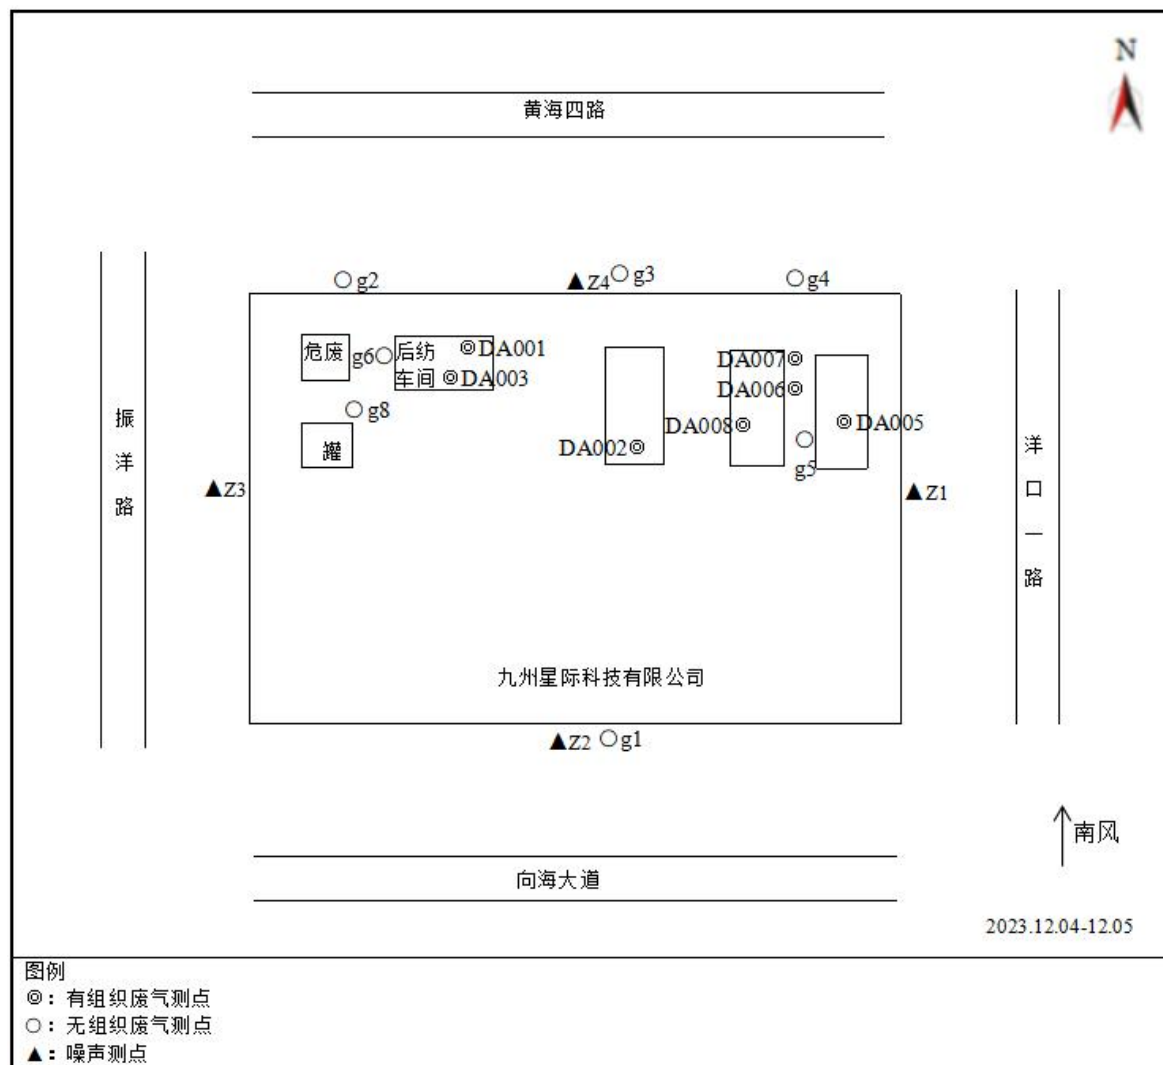 N
黄海四路
g2
Z4
g3
g4
危废
g6
后纺
车间
DA001
DA003
DA007
DA006
g8
罐
DA002
DA008
DA005
g5
振洋路
Z3
Z1
洋口一路
九州星际科技有限公司
Z2
g1
南风
向海大道
2023.12.04-12.05
图例
◎：有组织废气测点
○：无组织废气测点
▲：噪声测点